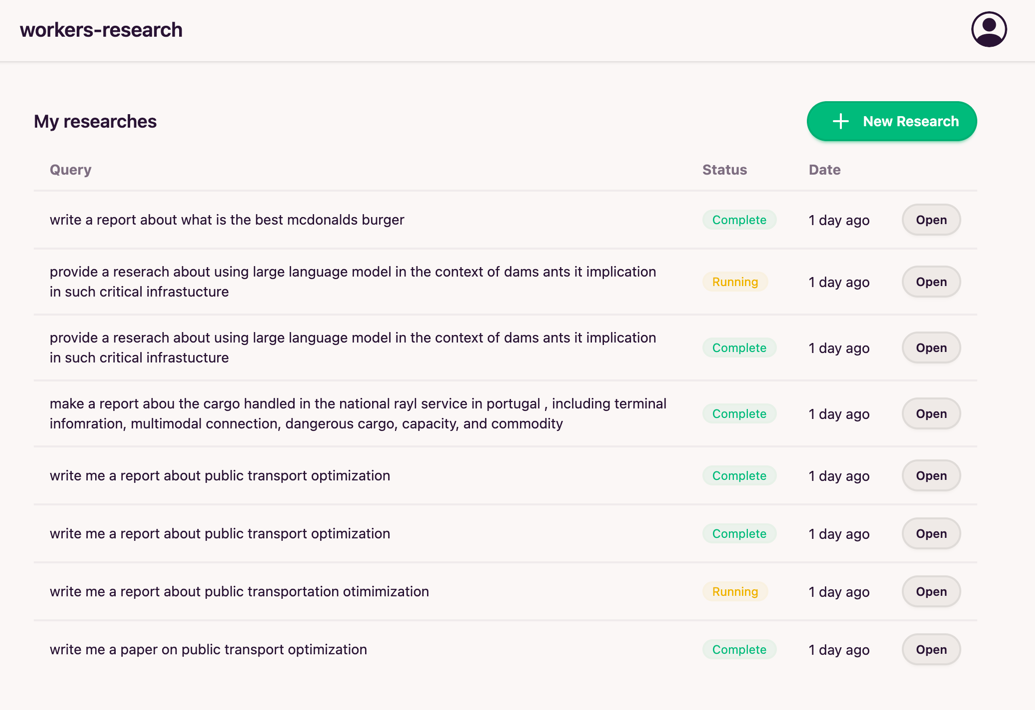 workers-research
My researches
New Research
Query Status Date
write a report about what is the best mcdonalds burger Complete 1 day ago Open
provide a reserach about using large language model in the context of dams ants it implication
in such critical infrastucture Running 1 day ago Open
provide a reserach about using large language model in the context of dams ants it implication
in such critical infrastucture Complete 1 day ago Open
make a report abou the cargo handled in the national rayl service in portugal , including terminal
infomration, multimodal connection, dangerous cargo, capacity, and commodity Complete 1 day ago Open
write me a report about public transport optimization Complete 1 day ago Open
write me a report about public transport optimization Complete 1 day ago Open
write me a report about public transportation otimimization Running 1 day ago Open
write me a paper on public transport optimization Complete 1 day ago Open